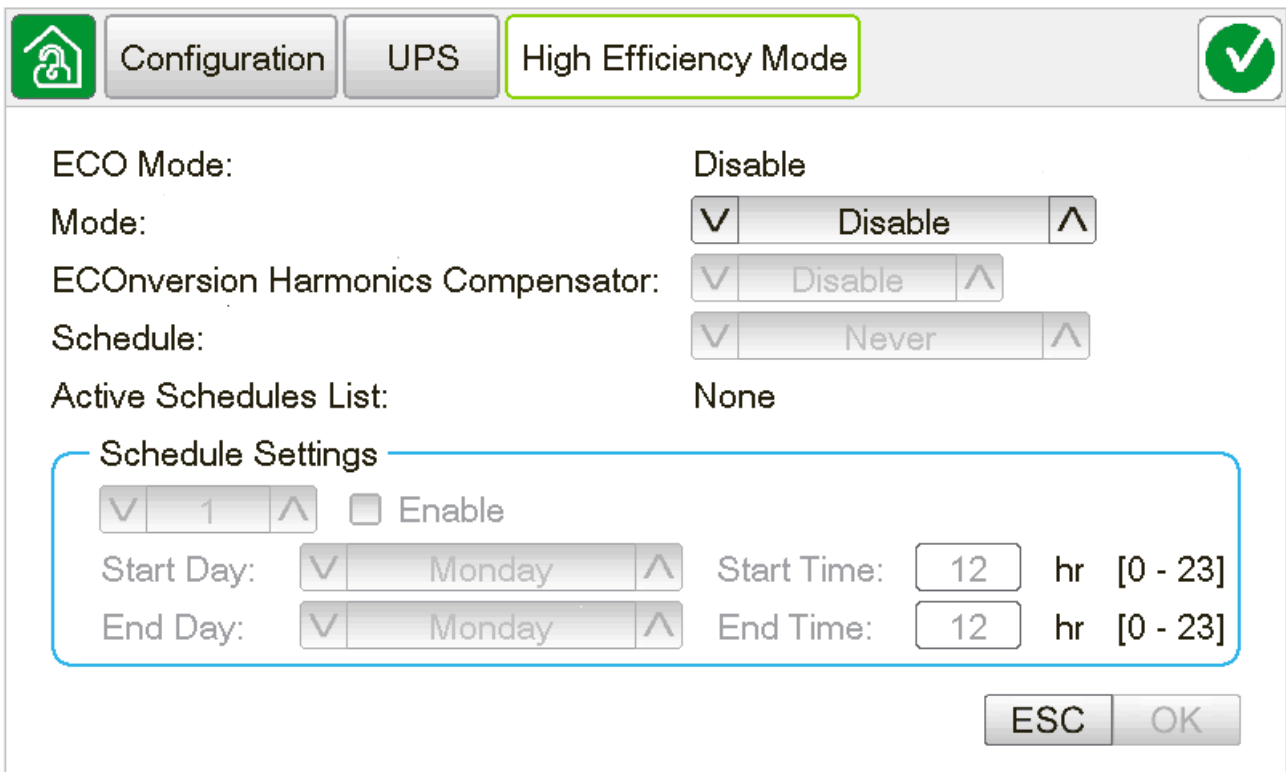 Configuration UPS High Efficiency Mode
ECO Mode: Disable
Mode: Disable
ECOnversion Harmonics Compensator: Disable
Schedule: Never
Active Schedules List: None
Schedule Settings
1 Enable
Start Day: Monday Start Time: 12 hr [0 - 23]
End Day: Monday End Time: 12 hr [0 - 23]
ESC OK